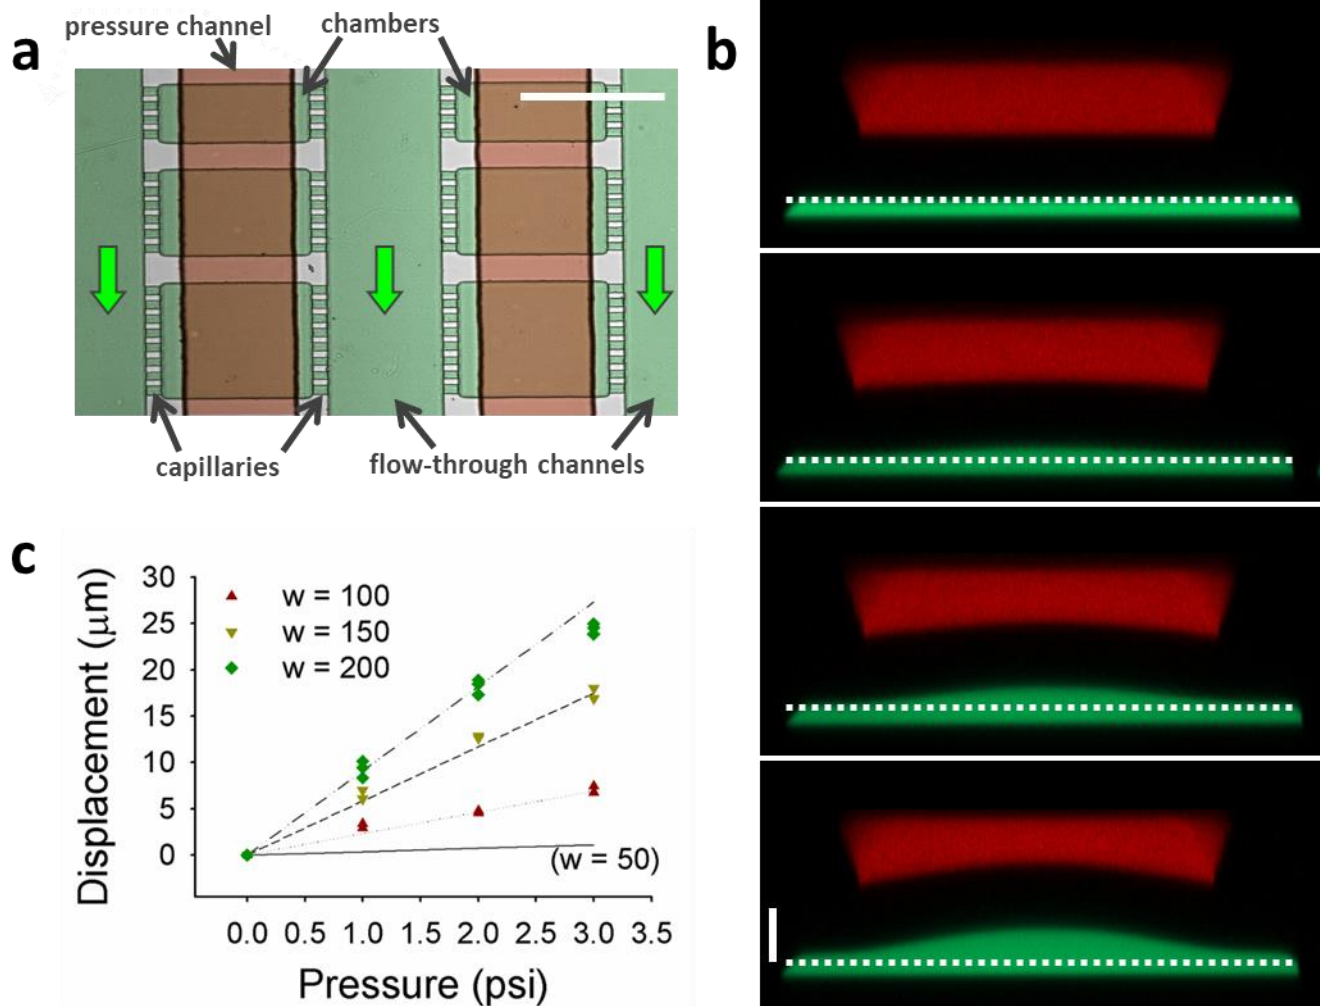 a
pressure channel
chambers
capillaries
flow-through channels
b
c
Displacement (μm)
30
25
20
15
10
5
0
w = 100
w = 150
w = 200
(w = 50)
0.0 0.5 1.0 1.5 2.0 2.5 3.0 3.5
Pressure (psi)